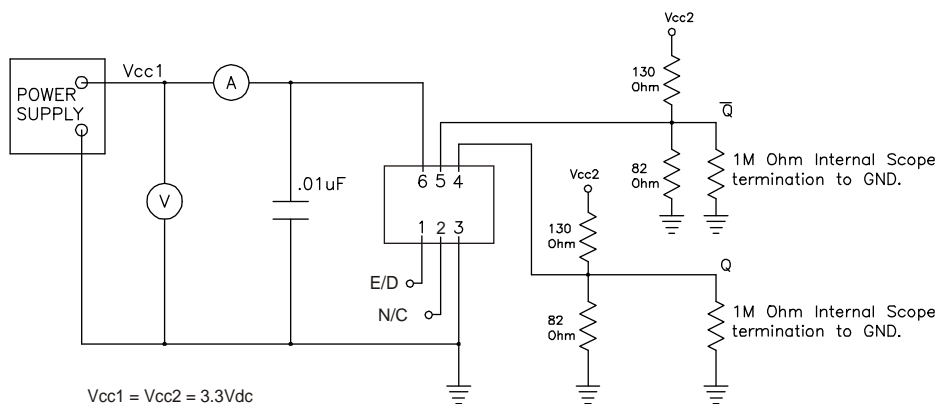 Vcc2
130
Ohm
Q̅
82
Ohm
1M Ohm Internal Scope
termination to GND.
Vcc1
A
POWER
SUPPLY
V
.01uF
6 5 4
1 2 3
E/D
N/C
Vcc2
130
Ohm
Q
82
Ohm
1M Ohm Internal Scope
termination to GND.
Vcc1 = Vcc2 = 3.3Vdc